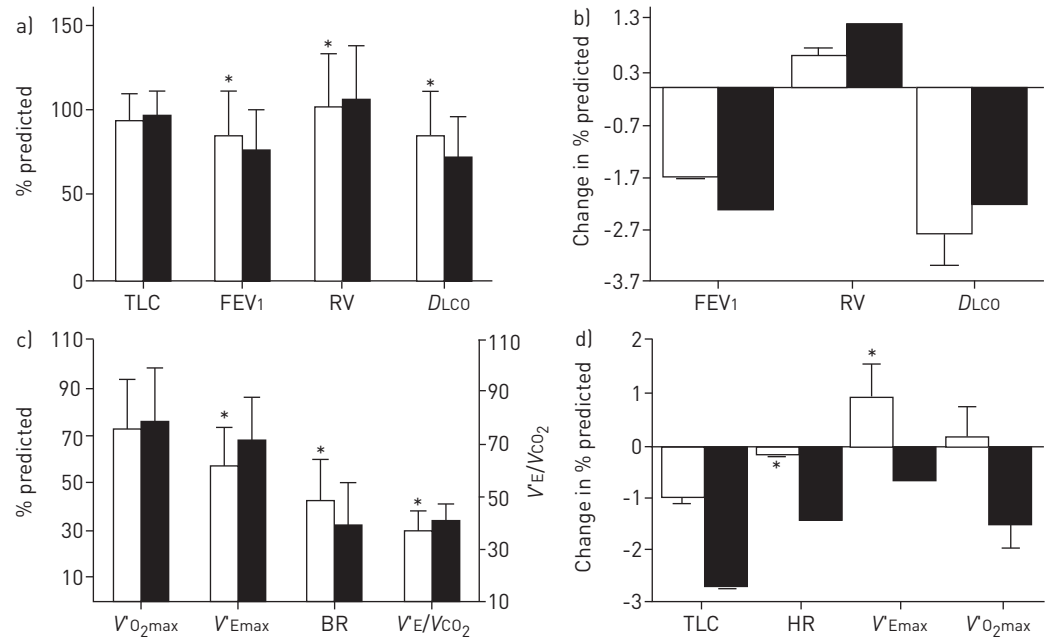 a)
% predicted
150
100
50
0
*
*
*
TLC FEV1 RV DLCO
b)
Change in % predicted
1.3
0.3
-0.7
-1.7
-2.7
-3.7
FEV1 RV DLCO
c)
% predicted
110
90
70
50
30
10
*
*
*
V'O2max V'Emax BR V'E/VCO2
110
90
70
50
30
10
V'E/VCO2
d)
Change in % predicted
2
1
0
-1
-2
-3
*
*
TLC HR V'Emax V'O2max